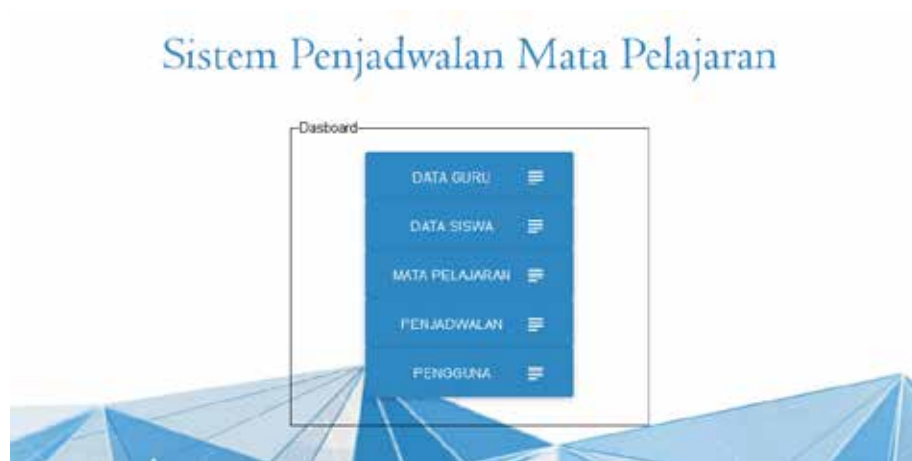 Sistem Penjadwalan Mata Pelajaran
Dasboard
DATA GURU
DATA SISWA
MATA PELAJARAN
PENJADWALAN
PENGGUNA